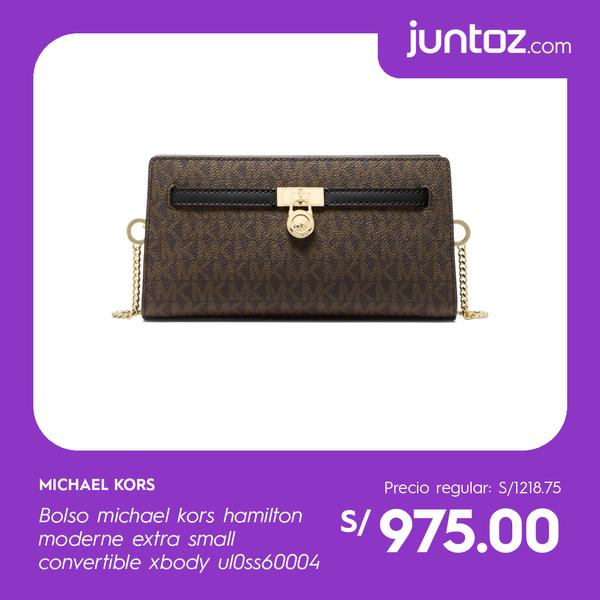 juntoz.com
MICHAEL KORS
Bolso michael kors hamilton
moderne extra small
convertible xbody ul0ss60004
Precio regular: S/1218.75
S/ 975.00